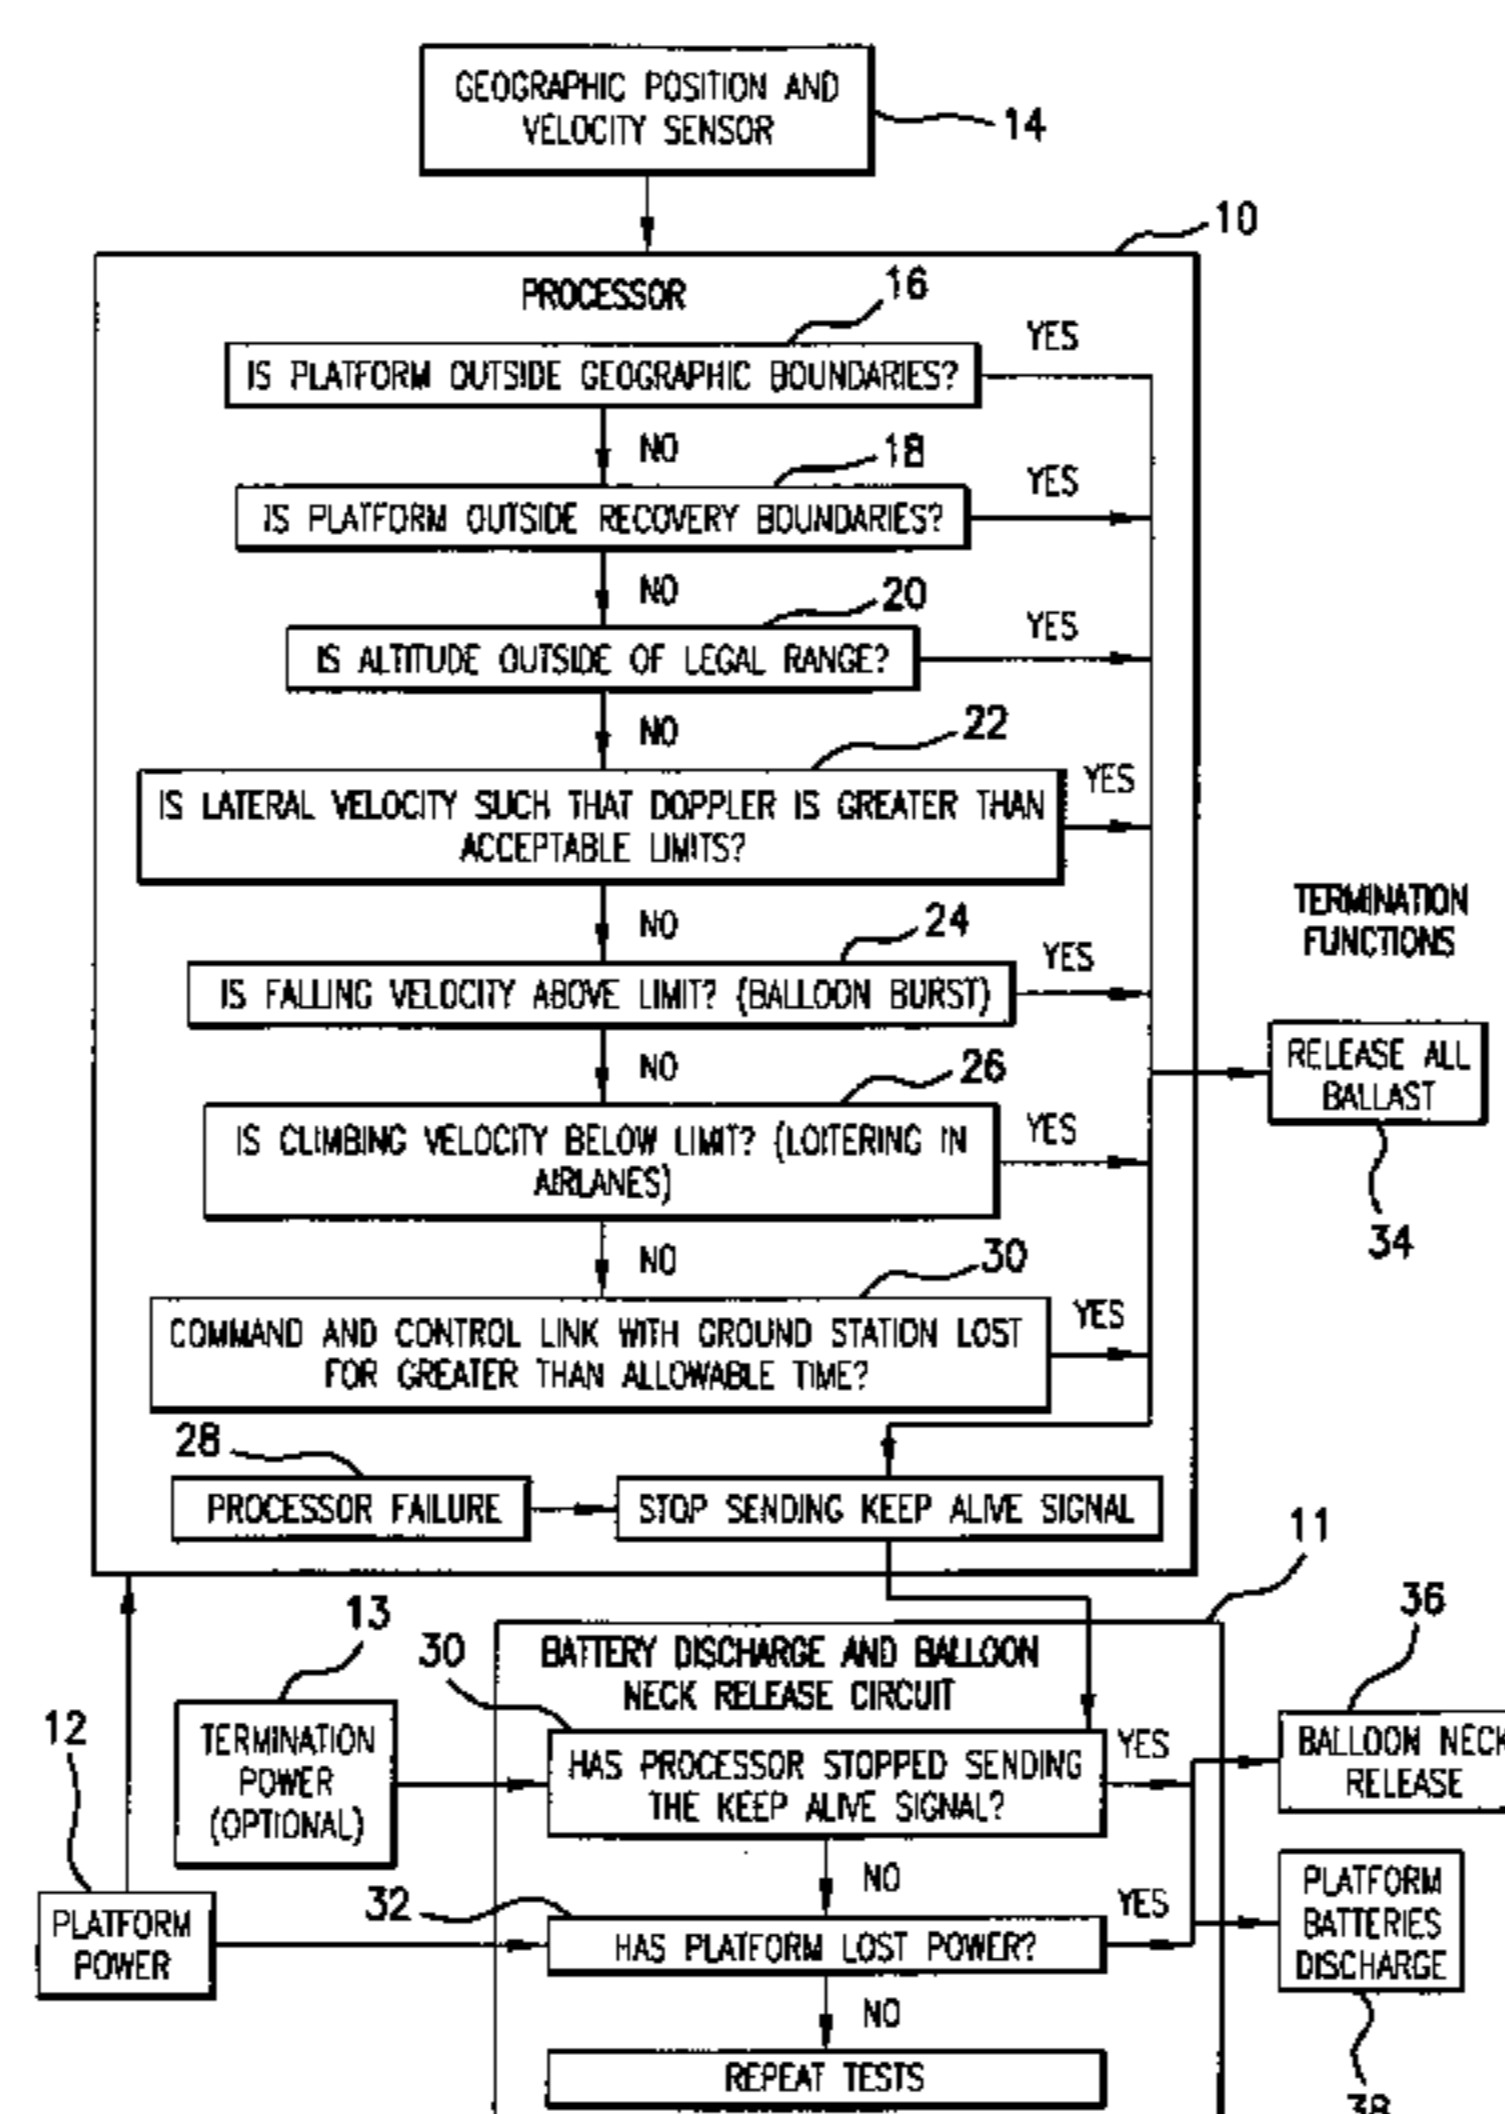 GEOGRAPHIC POSITION AND
VELOCITY SENSOR
14
10
PROCESSOR
16
IS PLATFORM OUTSIDE GEOGRAPHIC BOUNDARIES?
YES
NO
18
IS PLATFORM OUTSIDE RECOVERY BOUNDARIES?
YES
NO
20
IS ALTITUDE OUTSIDE OF LEGAL RANGE?
YES
NO
22
IS LATERAL VELOCITY SUCH THAT DOPPLER IS GREATER THAN
ACCEPTABLE LIMITS?
YES
NO
24
IS FALLING VELOCITY ABOVE LIMIT? (BALLOON BURST)
YES
TERMINATION
FUNCTIONS
NO
26
IS CLIMBING VELOCITY BELOW LIMIT? (LOITERING IN
AIRLANES)
YES
RELEASE ALL
BALLAST
34
NO
30
COMMAND AND CONTROL LINK WITH GROUND STATION LOST
FOR GREATER THAN ALLOWABLE TIME?
YES
28
PROCESSOR FAILURE
STOP SENDING KEEP ALIVE SIGNAL
11
13
30
BATTERY DISCHARGE AND BALLOON
NECK RELEASE CIRCUIT
36
12
TERMINATION
POWER
(OPTIONAL)
HAS PROCESSOR STOPPED SENDING
THE KEEP ALIVE SIGNAL?
YES
BALLOON NECK
RELEASE
NO
32
PLATFORM
POWER
HAS PLATFORM LOST POWER?
YES
PLATFORM
BATTERIES
DISCHARGE
NO
REPEAT TESTS
38